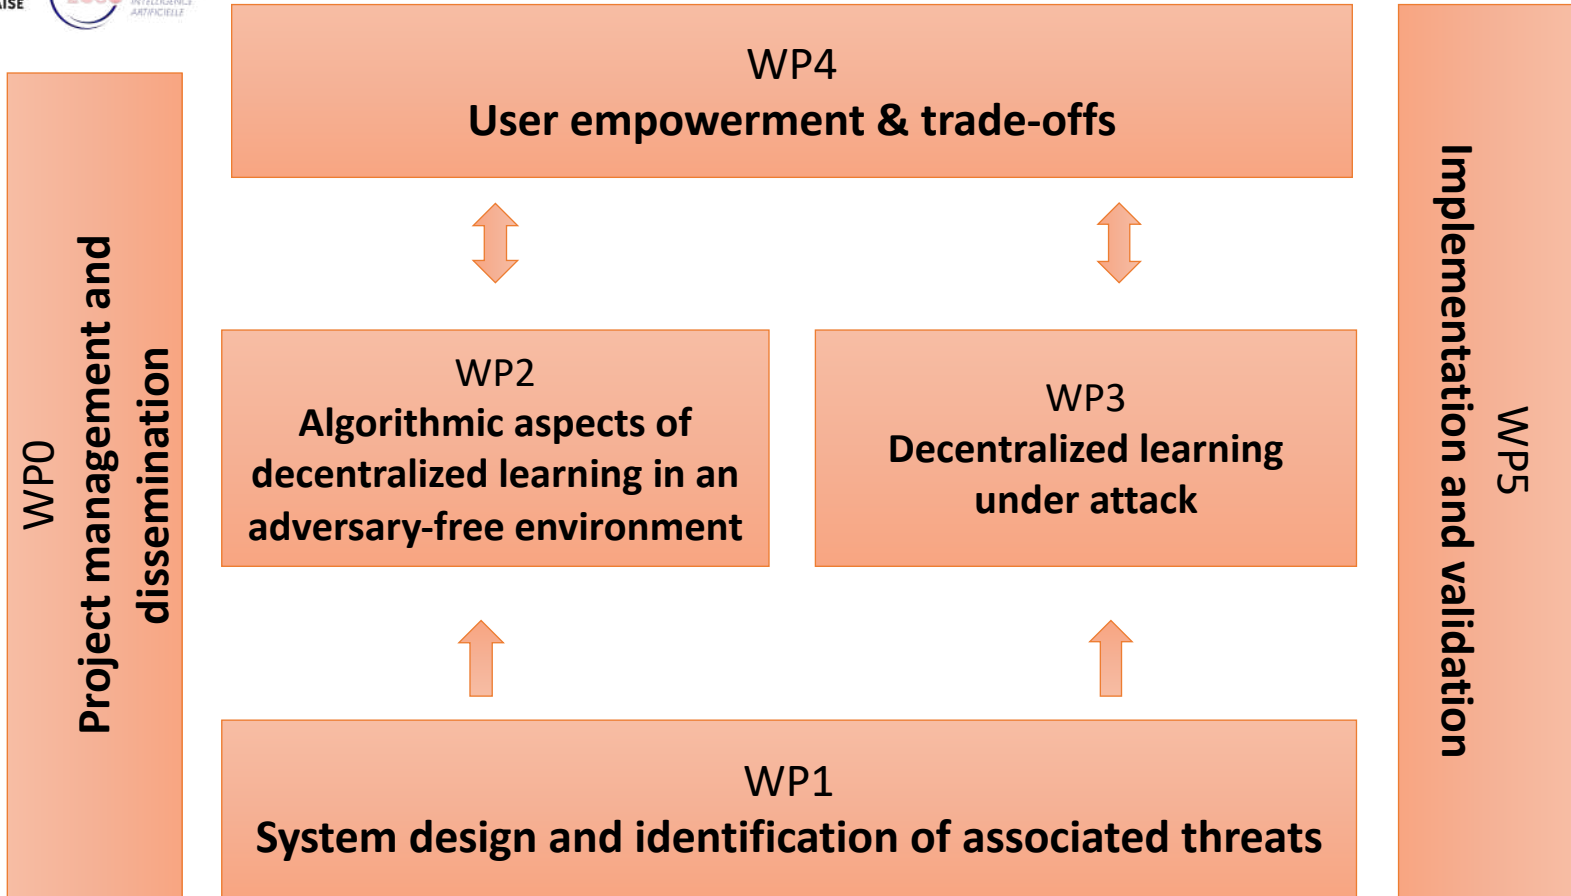 INTELLIGENCE
ARTIFICIELLE
WP4
User empowerment & trade-offs
WP0
Project management and
dissemination
WP2
Algorithmic aspects of
decentralized learning in an
adversary-free environment
WP3
Decentralized learning
under attack
WP5
Implementation and validation
WP1
System design and identification of associated threats